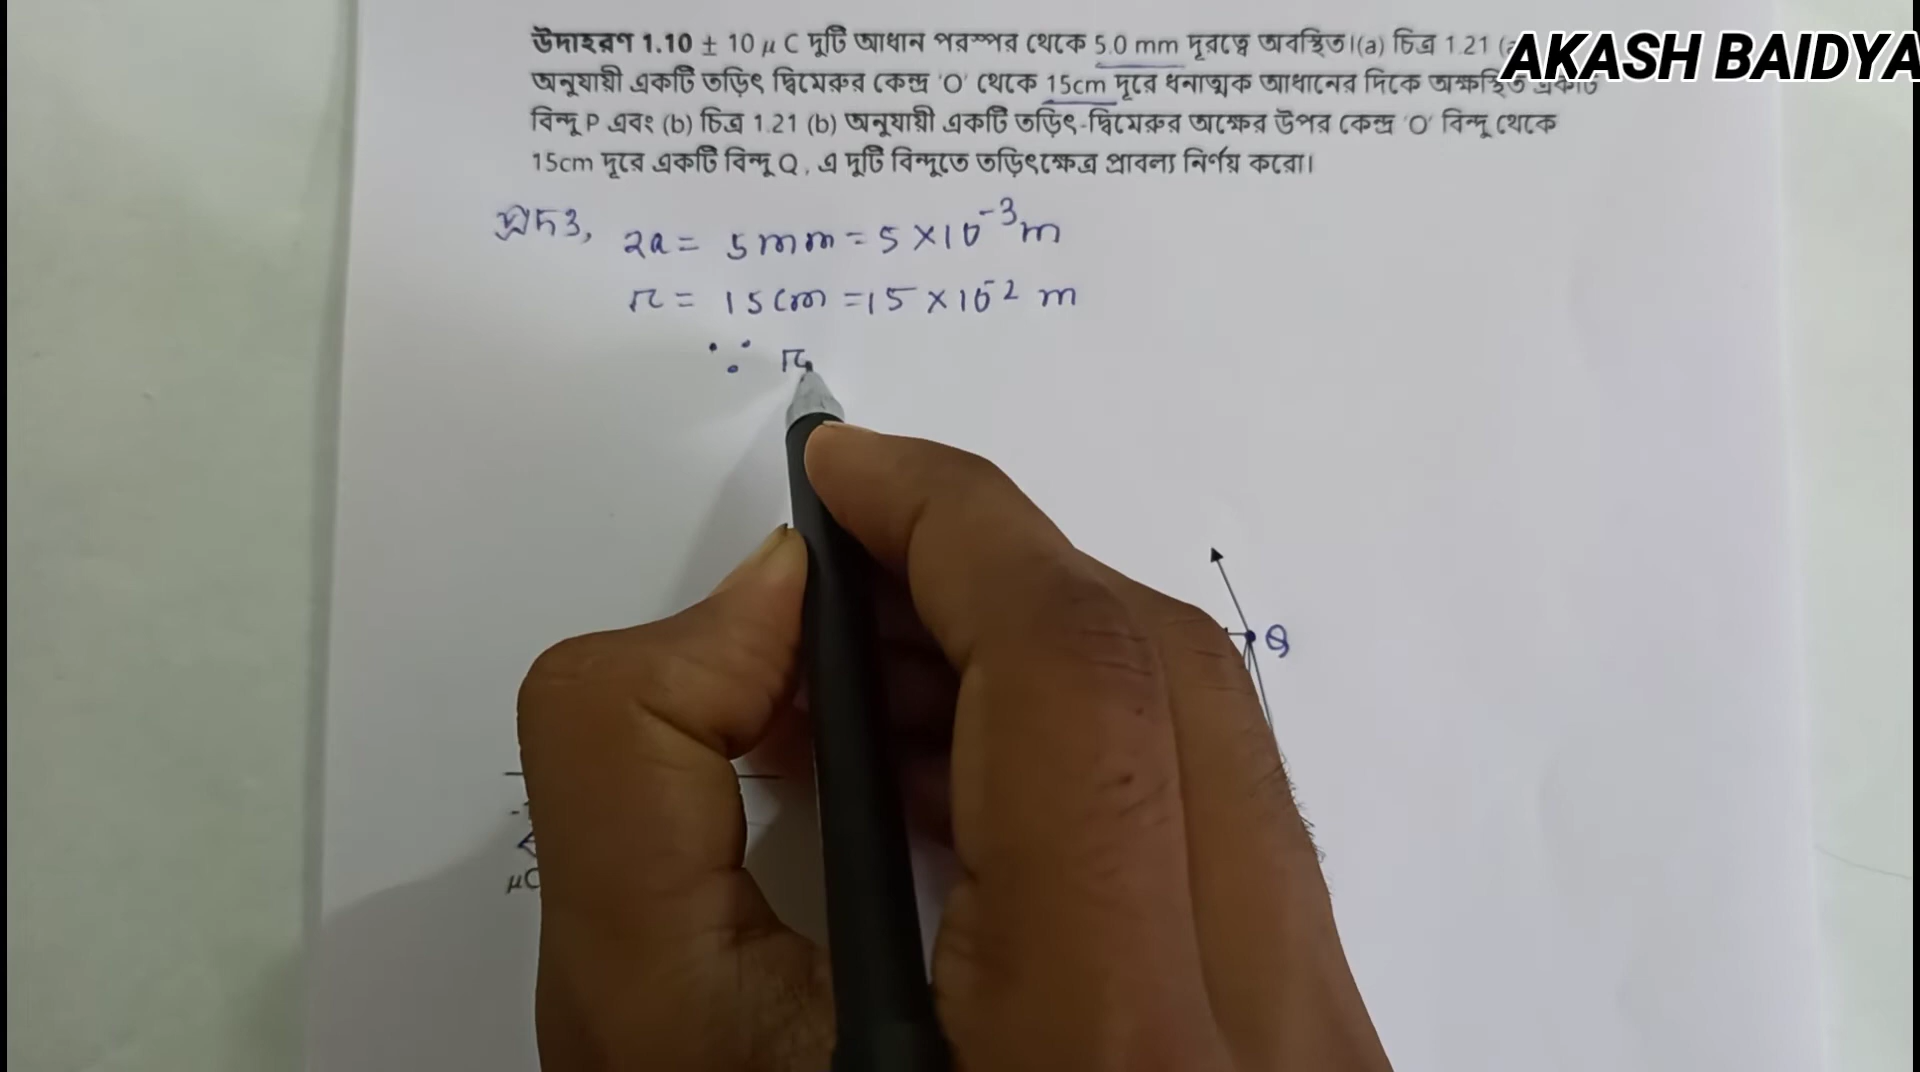 উদাহরণ 1.10 ± 10 μ C দুটি আধান পরস্পর থেকে 5.0 mm দূরত্বে অবস্থিত।(a) চিত্র 1.21
AKASH BAIDYA
অনুযায়ী একটি তড়িৎ দ্বিমেরুর কেন্দ্র 'O' থেকে 15cm দূরে ধনাত্মক আধানের দিকে অক্ষস্থিত একটি
বিন্দু P এবং (b) চিত্র 1.21 (b) অনুযায়ী একটি তড়িৎ-দ্বিমেরুর অক্ষের উপর কেন্দ্র 'O' বিন্দু থেকে
15cm দূরে একটি বিন্দু Q, এ দুটি বিন্দুতে তড়িৎক্ষেত্র প্রাবল্য নির্ণয় করো।
প্রদত্ত, 2a = 5 mm = 5 × 10⁻³ m
r = 15 cm = 15 × 10⁻² m
∵ r
Q
μC